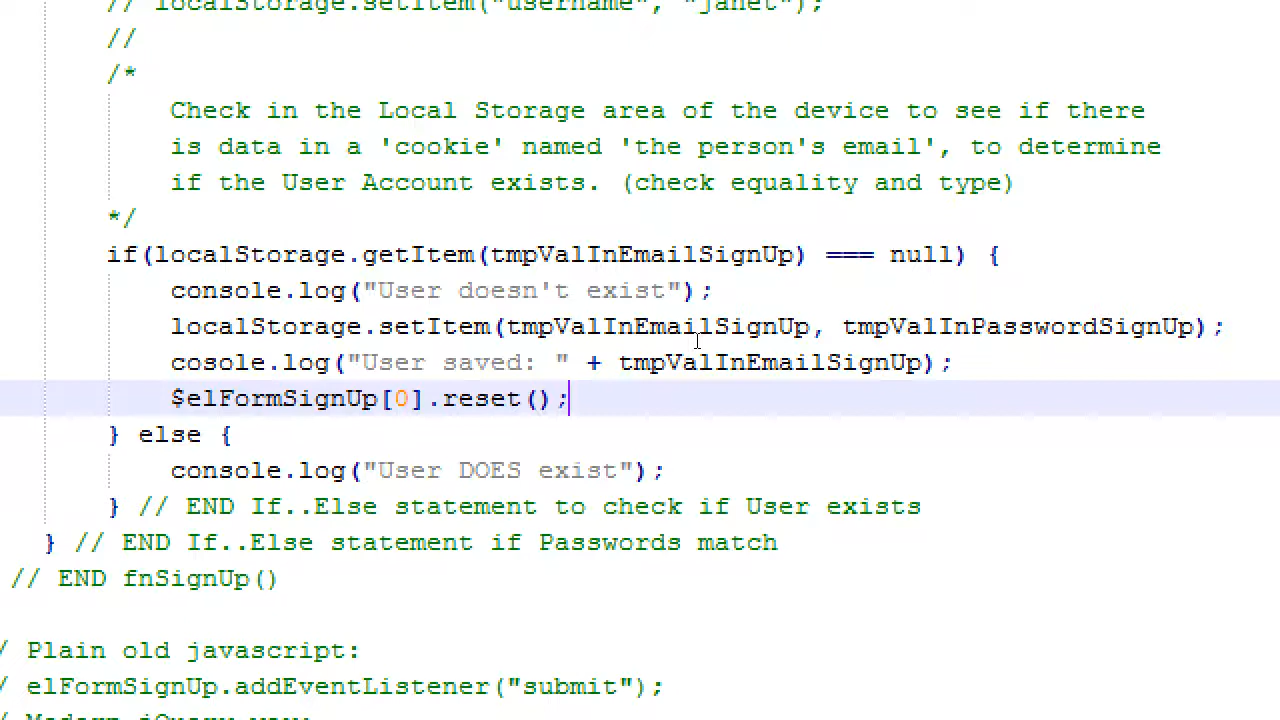 // localStorage.setItem("username", "janet");
//
/*
Check in the Local Storage area of the device to see if there
is data in a 'cookie' named 'the person's email', to determine
if the User Account exists. (check equality and type)
*/
if(localStorage.getItem(tmpValInEmailSignUp) === null) {
console.log("User doesn't exist");
localStorage.setItem(tmpValInEmailSignUp, tmpValInPasswordSignUp);
cosole.log("User saved: " + tmpValInEmailSignUp);
$elFormSignUp[0].reset();
} else {
console.log("User DOES exist");
} // END If..Else statement to check if User exists
} // END If..Else statement if Passwords match
// END fnSignUp()
/ Plain old javascript:
/ elFormSignUp.addEventListener("submit");
/ Modern jQuery way: